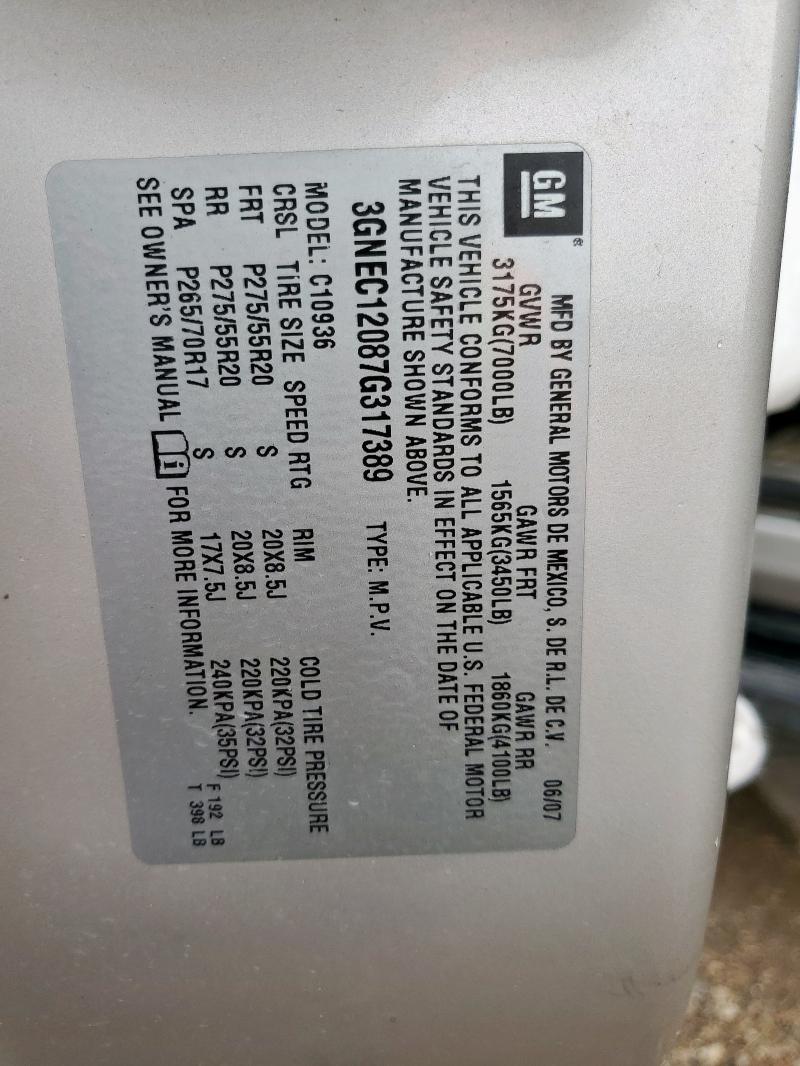 GM®
MFD BY GENERAL MOTORS DE MEXICO, S. DE R.L. DE C.V. 06/07
GVWR GAWR FRT GAWR RR
3175KG(7000LB) 1565KG(3450LB) 1860KG(4100LB)
THIS VEHICLE CONFORMS TO ALL APPLICABLE U.S. FEDERAL MOTOR
VEHICLE SAFETY STANDARDS IN EFFECT ON THE DATE OF
MANUFACTURE SHOWN ABOVE.
3GNEC12087G317389 TYPE: M.P.V.
MODEL: C10936
CRSL TIRE SIZE SPEED RTG RIM COLD TIRE PRESSURE
FRT P275/55R20 S 20X8.5J 220KPA(32PSI)
RR P275/55R20 S 20X8.5J 220KPA(32PSI)
SPA P265/70R17 S 17X7.5J 240KPA(35PSI)
SEE OWNER'S MANUAL FOR MORE INFORMATION.
F 192 LB
T 398 LB